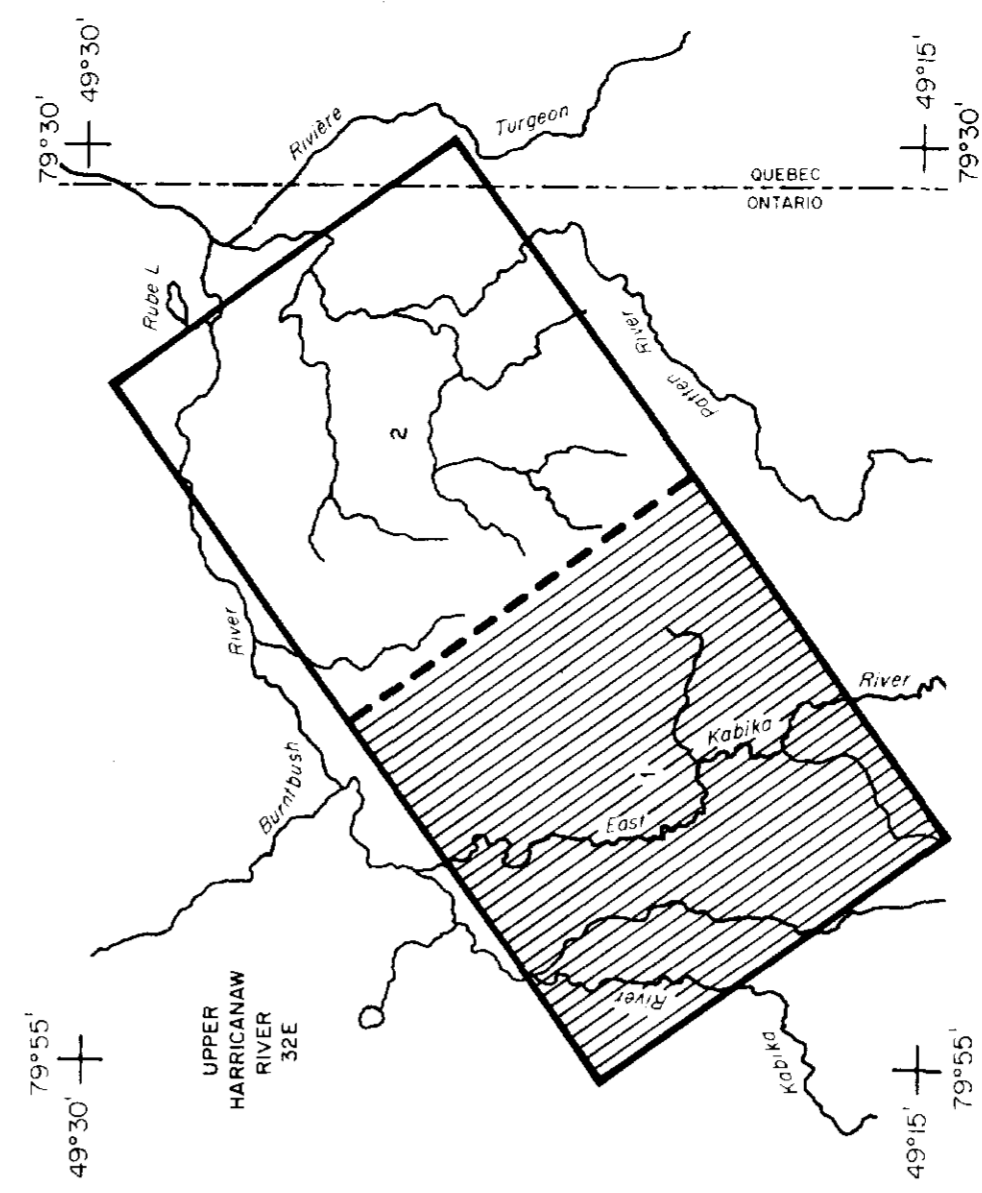 79°30'
49°30'
Rivière
Turgeon
49°15'
79°30'
QUEBEC
ONTARIO
Rube L
River
Patten
2
River
Burntbush
River
Kabika
1
East
River
Kabika
UPPER
HARRICANAW
RIVER
32E
79°55'
49°30'
49°15'
79°55'